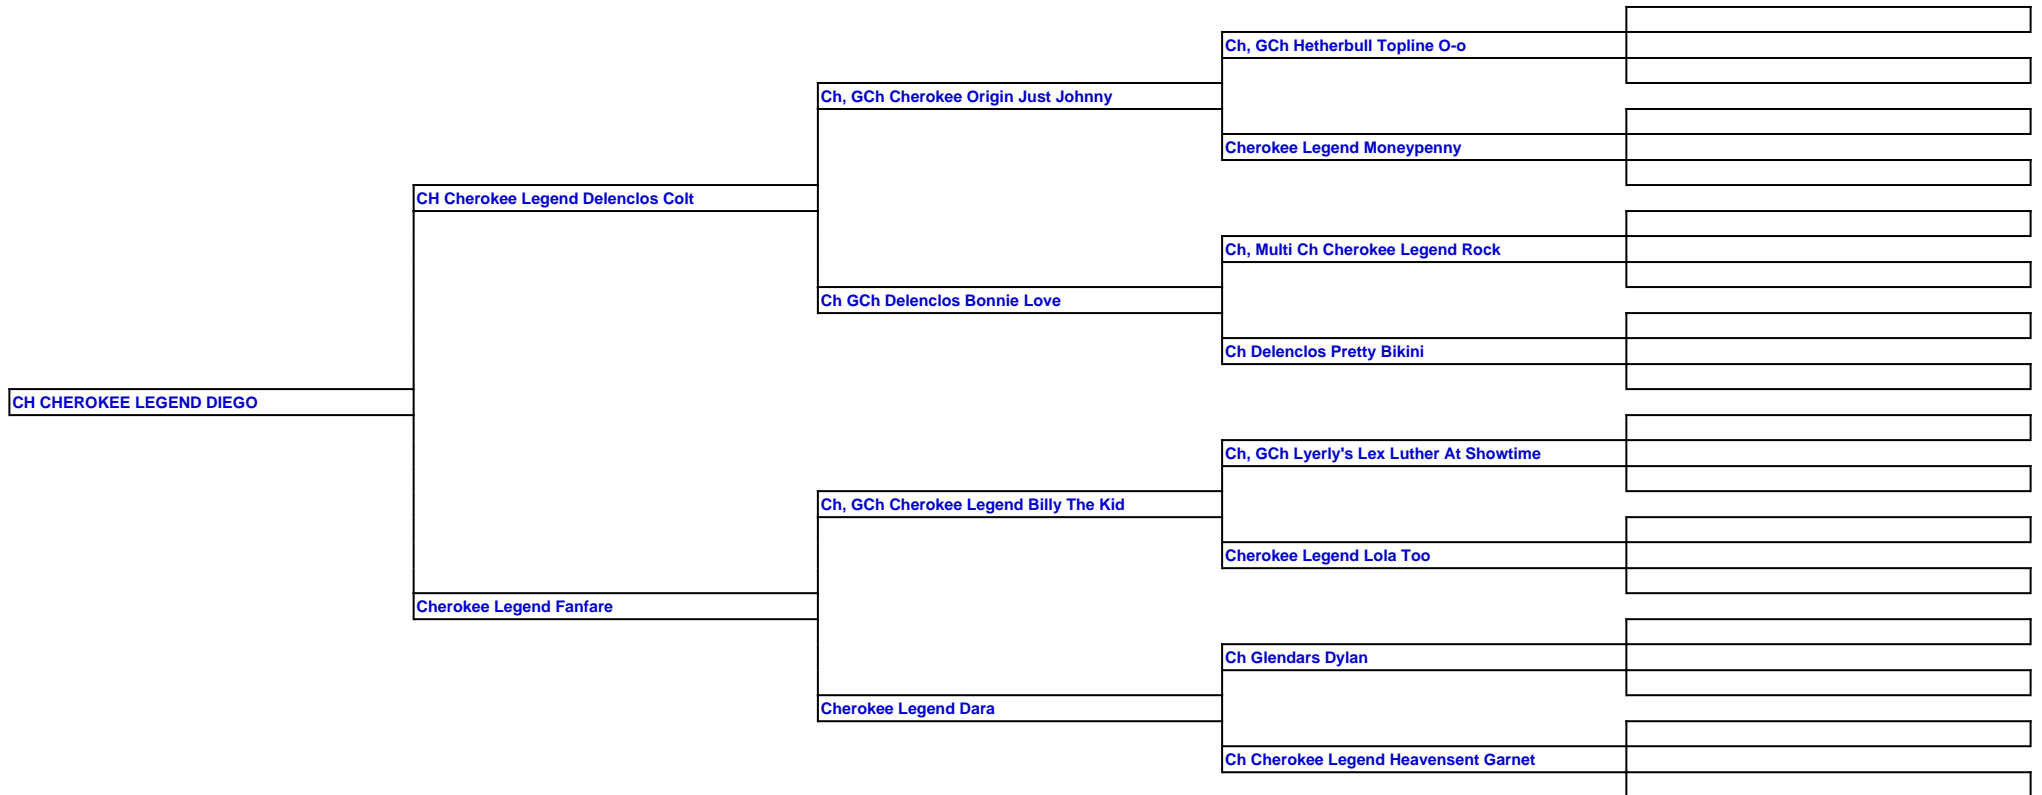 Ch, GCh Hetherbull Topline O-o
Ch, GCh Cherokee Origin Just Johnny
Cherokee Legend Moneypenny
CH Cherokee Legend Delenclos Colt
Ch, Multi Ch Cherokee Legend Rock
Ch GCh Delenclos Bonnie Love
Ch Delenclos Pretty Bikini
CH CHEROKEE LEGEND DIEGO
Ch, GCh Lyerly's Lex Luther At Showtime
Ch, GCh Cherokee Legend Billy The Kid
Cherokee Legend Lola Too
Cherokee Legend Fanfare
Ch Glendars Dylan
Cherokee Legend Dara
Ch Cherokee Legend Heavensent Garnet